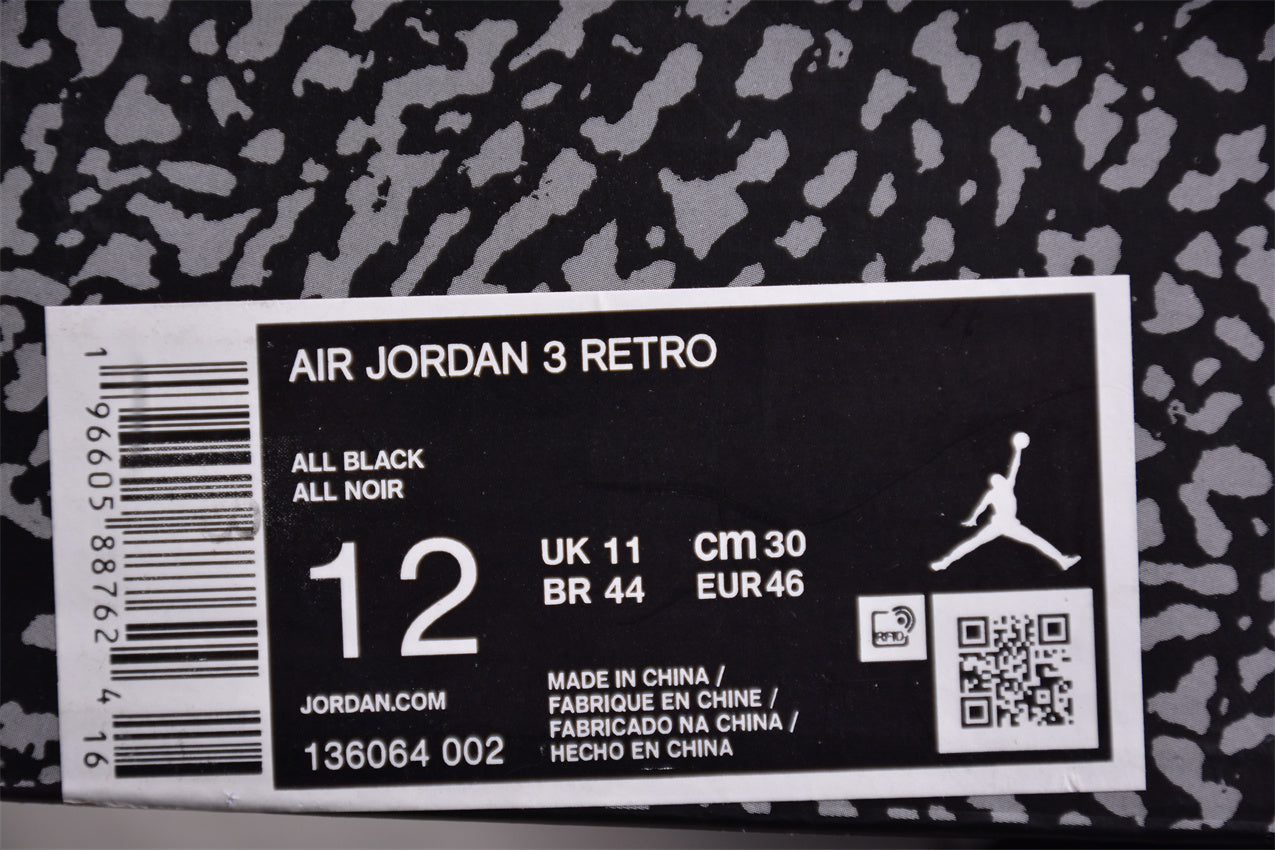 AIR JORDAN 3 RETRO
ALL BLACK
ALL NOIR
12
UK 11
cm 30
BR 44
EUR 46
JORDAN.COM
136064 002
MADE IN CHINA /
FABRIQUE EN CHINE /
FABRICADO NA CHINA /
HECHO EN CHINA
RFID
1 96605 88762 4 16